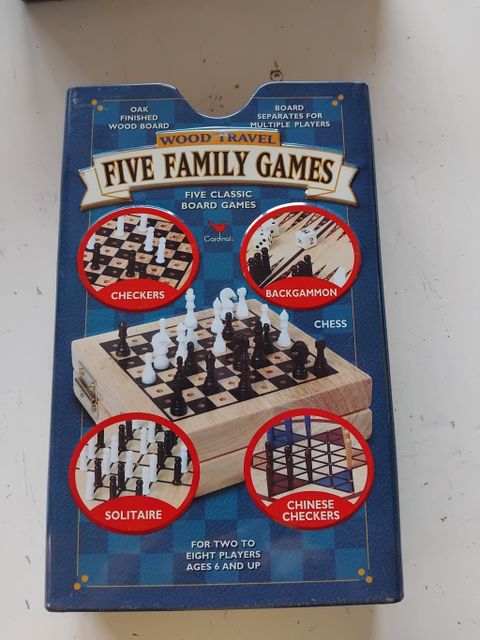 OAK
FINISHED
WOOD BOARD
BOARD
SEPARATES FOR
MULTIPLE PLAYERS
WOOD TRAVEL
FIVE FAMILY GAMES
FIVE CLASSIC
BOARD GAMES
Cardinal
CHECKERS
BACKGAMMON
CHESS
SOLITAIRE
CHINESE
CHECKERS
FOR TWO TO
EIGHT PLAYERS
AGES 6 AND UP